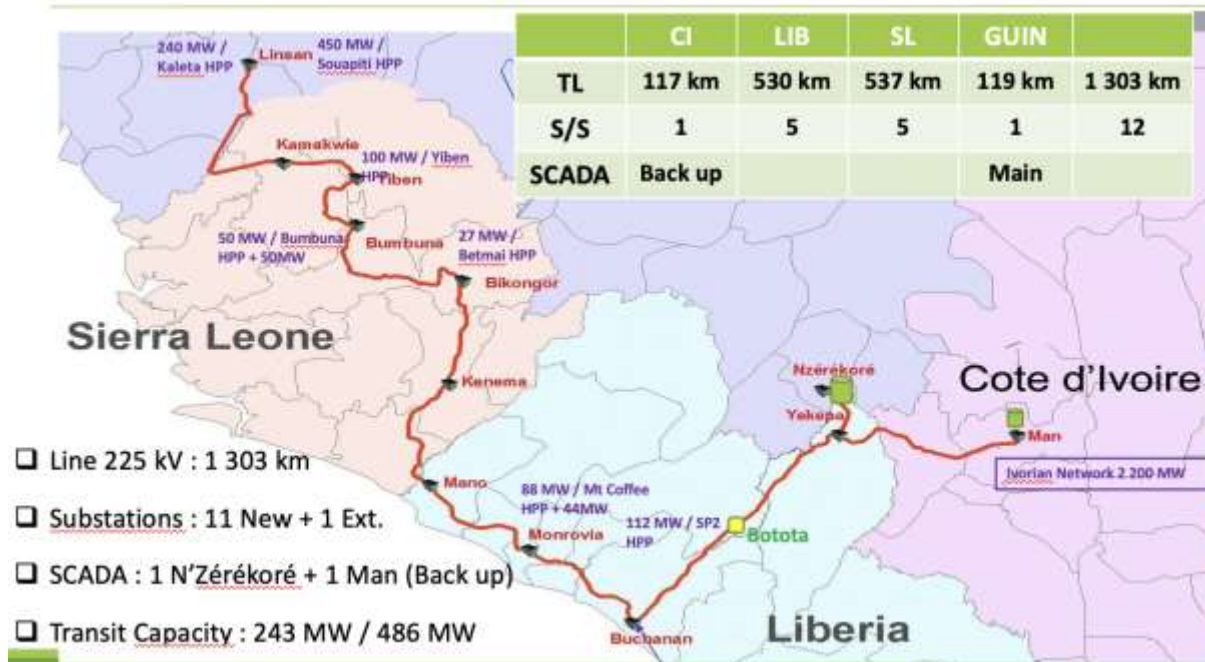 CI LIB SL GUIN
TL 117 km 530 km 537 km 119 km 1 303 km
S/S 1 5 5 1 12
SCADA Back up Main
240 MW /
Kaleta HPP
Linsan
450 MW /
Souapiti HPP
Kamakwie
100 MW / Yiben
HPP
Yiben
50 MW / Bumbuna
HPP + 50MW
Bumbuna
27 MW /
Betmai HPP
Bikongor
Sierra Leone
Kenema
Nzérékoré
Cote d'Ivoire
Yekepa
Man
Ivorian Network 2 200 MW
Mano
88 MW / Mt Coffee
HPP + 44MW
Monrovia
112 MW / SP2
HPP
Botota
Buchanan
Liberia
❑ Line 225 kV : 1 303 km
❑ Substations : 11 New + 1 Ext.
❑ SCADA : 1 N'Zérékoré + 1 Man (Back up)
❑ Transit Capacity : 243 MW / 486 MW